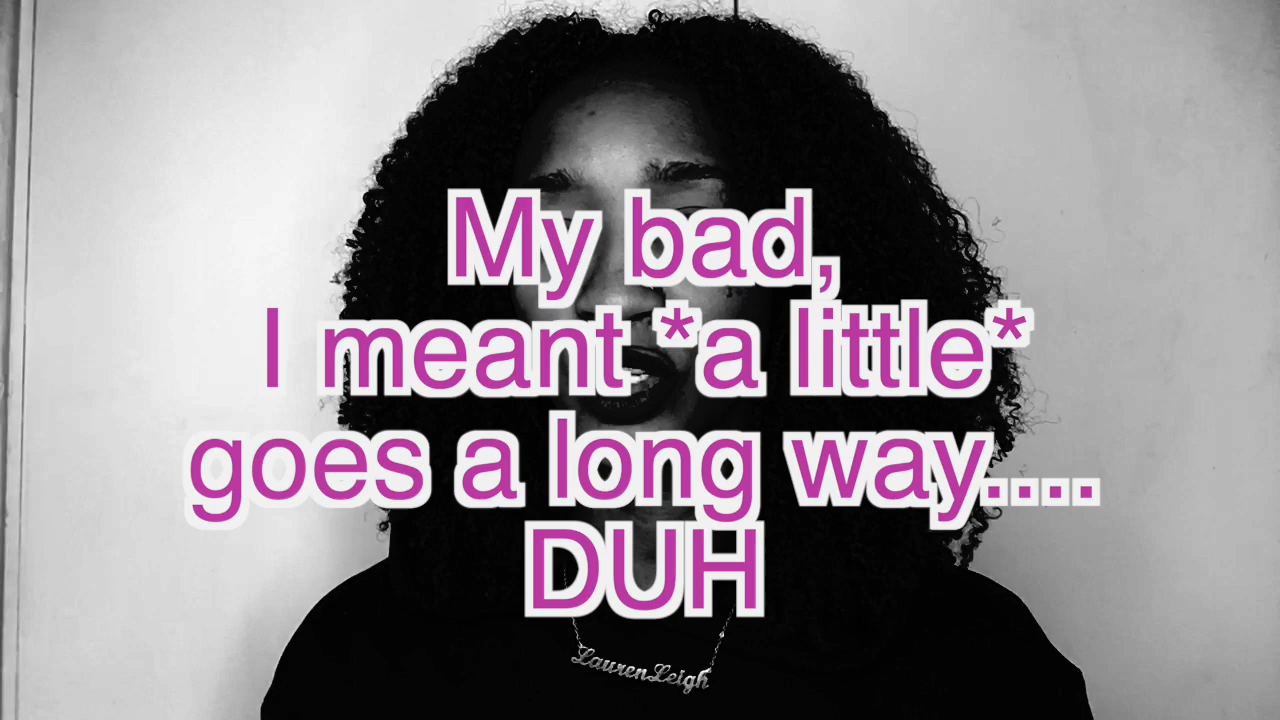 My bad,
I meant *a little*
goes a long way....
DUH
LaurenLeigh